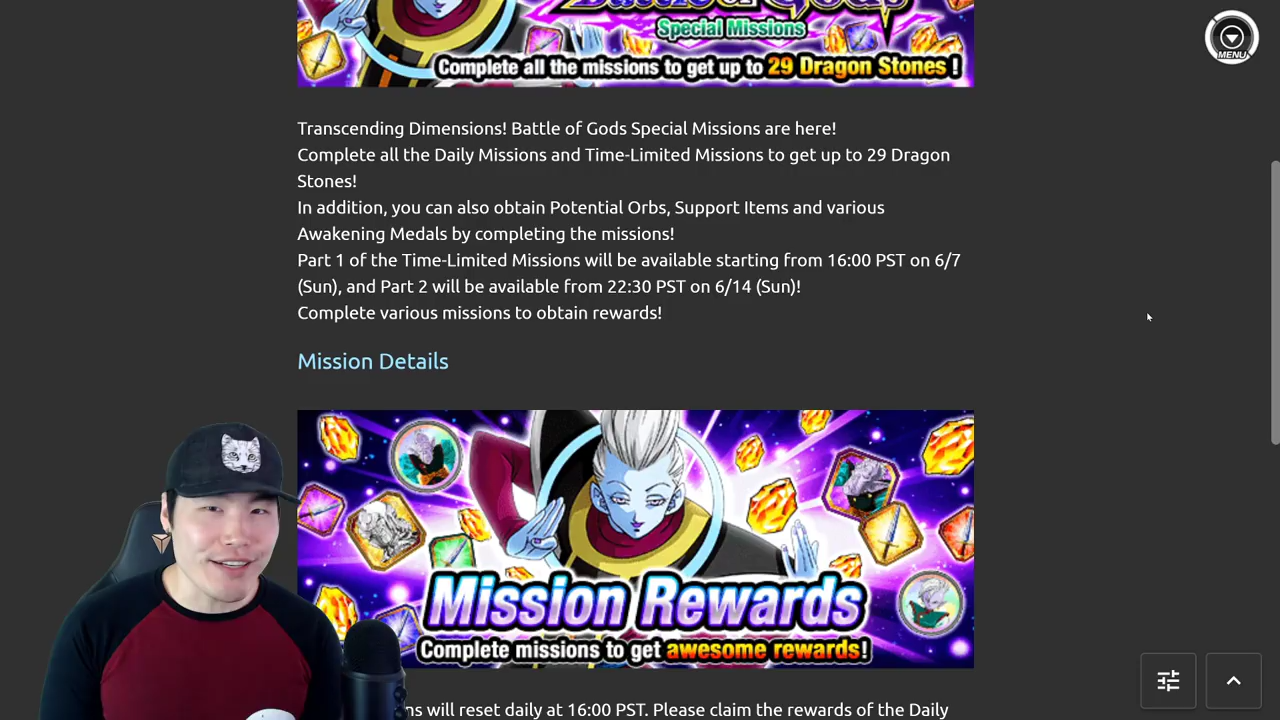 Battle of Gods
Special Missions
Complete all the missions to get up to 29 Dragon Stones !
MENU
Transcending Dimensions! Battle of Gods Special Missions are here!
Complete all the Daily Missions and Time-Limited Missions to get up to 29 Dragon
Stones!
In addition, you can also obtain Potential Orbs, Support Items and various
Awakening Medals by completing the missions!
Part 1 of the Time-Limited Missions will be available starting from 16:00 PST on 6/7
(Sun), and Part 2 will be available from 22:30 PST on 6/14 (Sun)!
Complete various missions to obtain rewards!
Mission Details
Mission Rewards
Complete missions to get awesome rewards!
will reset daily at 16:00 PST. Please claim the rewards of the Daily